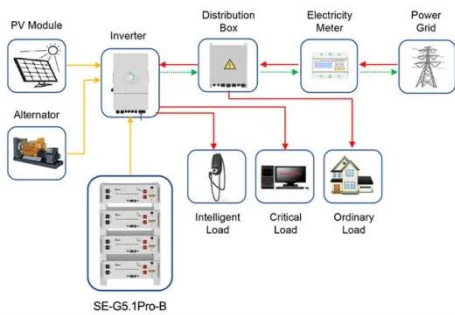 PV Module
Inverter
Distribution
Box
Electricity
Meter
Power
Grid
Alternator
Intelligent
Load
Critical
Load
Ordinary
Load
SE-G5.1Pro-B